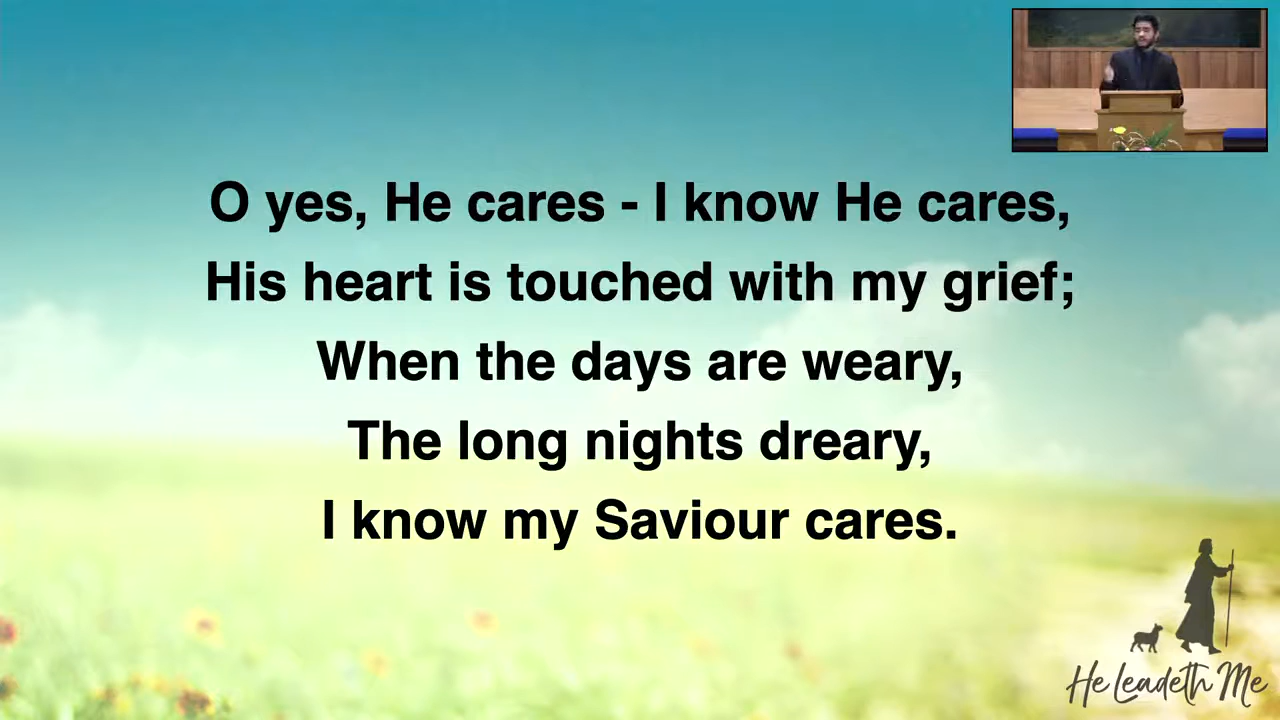 O yes, He cares - I know He cares,
His heart is touched with my grief;
When the days are weary,
The long nights dreary,
I know my Saviour cares.
He Leadeth Me